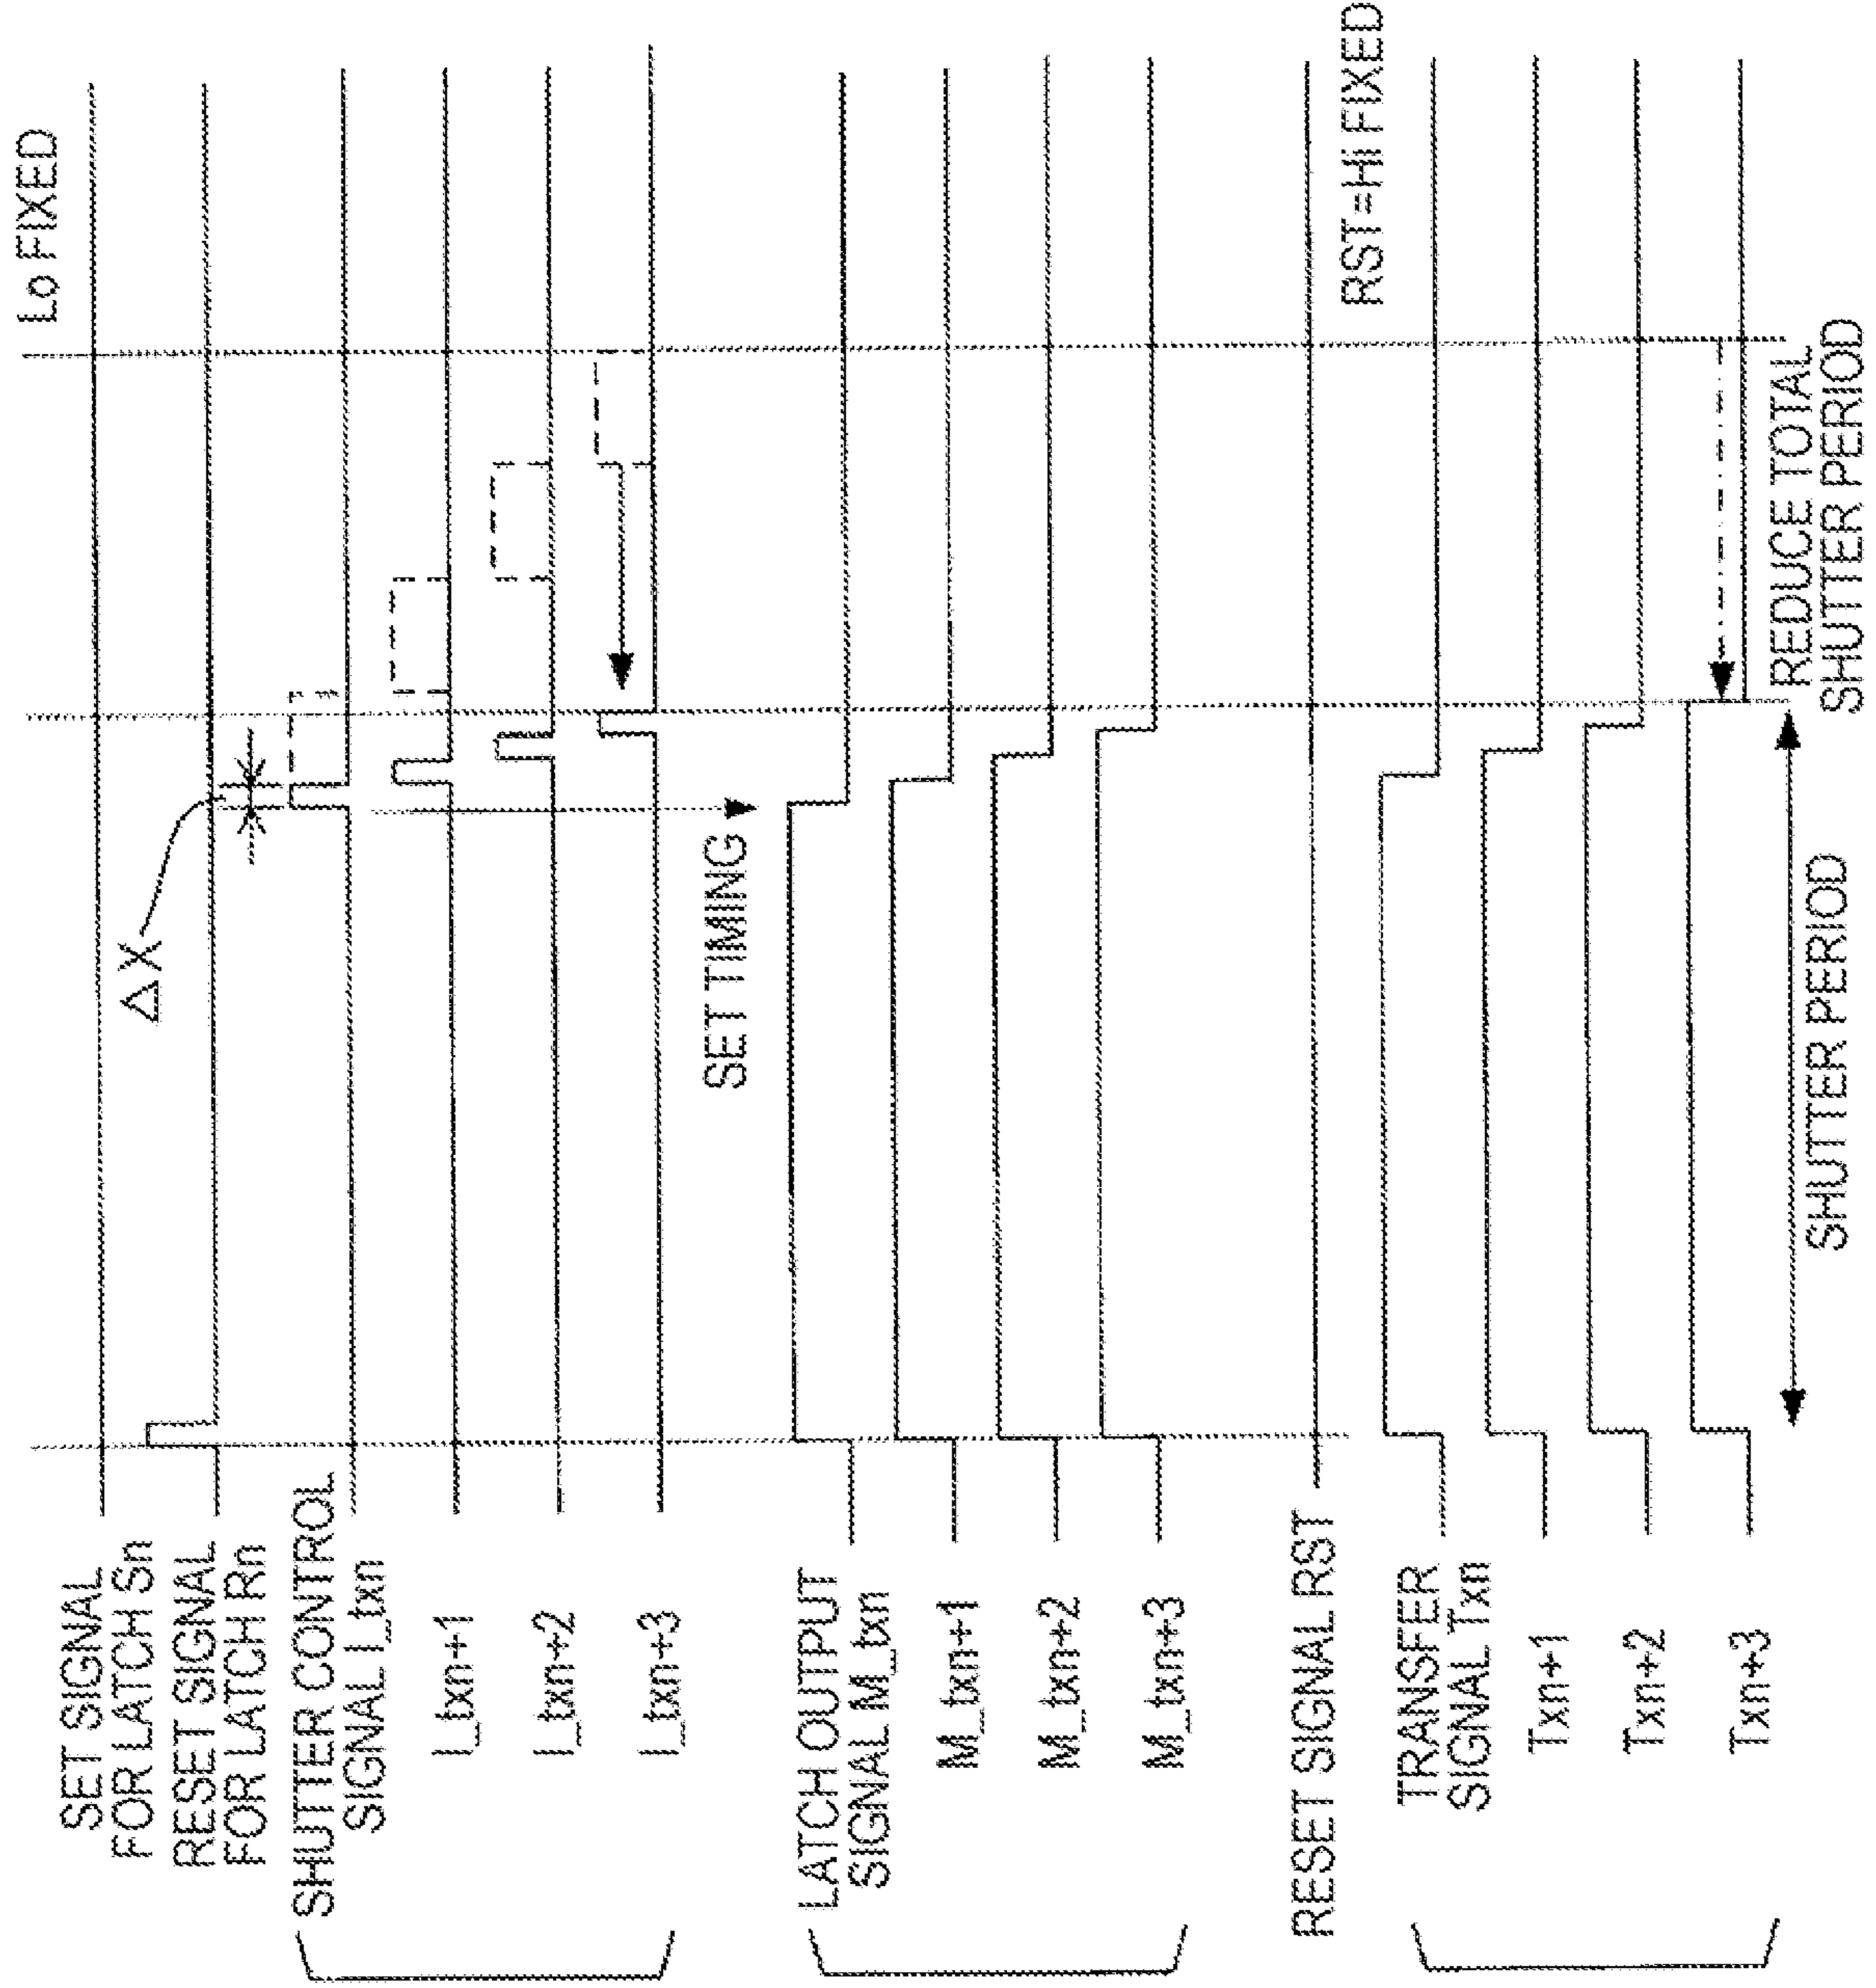 SET SIGNAL
FOR LATCH Sn
RESET SIGNAL
FOR LATCH Rn
SHUTTER CONTROL
SIGNAL I_txn
I_txn+1
I_txn+2
I_txn+3
LATCH OUTPUT
SIGNAL M_txn
M_txn+1
M_txn+2
M_txn+3
RESET SIGNAL RST
TRANSFER
SIGNAL Txn
Txn+1
Txn+2
Txn+3
Lo FIXED
ΔX
SET TIMING
RST=Hi FIXED
SHUTTER PERIOD
REDUCE TOTAL
SHUTTER PERIOD